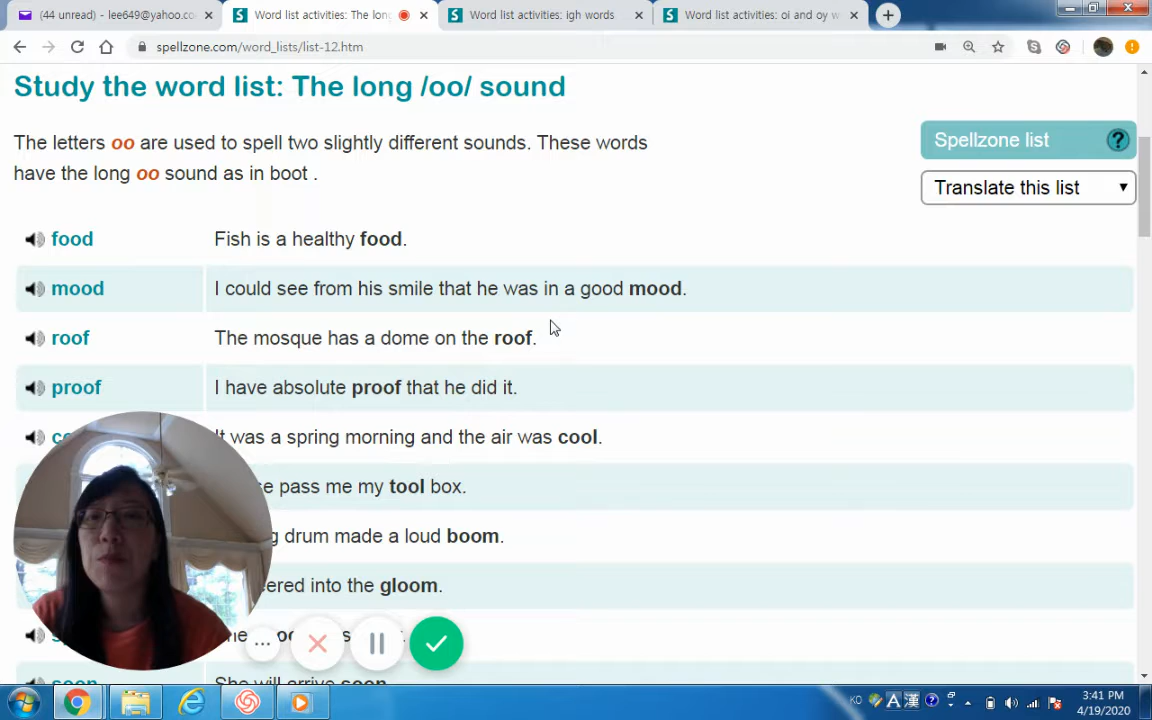 (44 unread) - lee649@yahoo.co
Word list activities: The lon
Word list activities: igh words
Word list activities: oi and oy w
spellzone.com/word_lists/list-12.htm
Study the word list: The long /oo/ sound
The letters oo are used to spell two slightly different sounds. These words
have the long oo sound as in boot .
Spellzone list ?
Translate this list
food Fish is a healthy food.
mood I could see from his smile that he was in a good mood.
roof The mosque has a dome on the roof.
proof I have absolute proof that he did it.
It was a spring morning and the air was cool.
se pass me my tool box.
g drum made a loud boom.
ered into the gloom.
soon She will arrive soon.
KO A 漢 ?
3:41 PM
4/19/2020